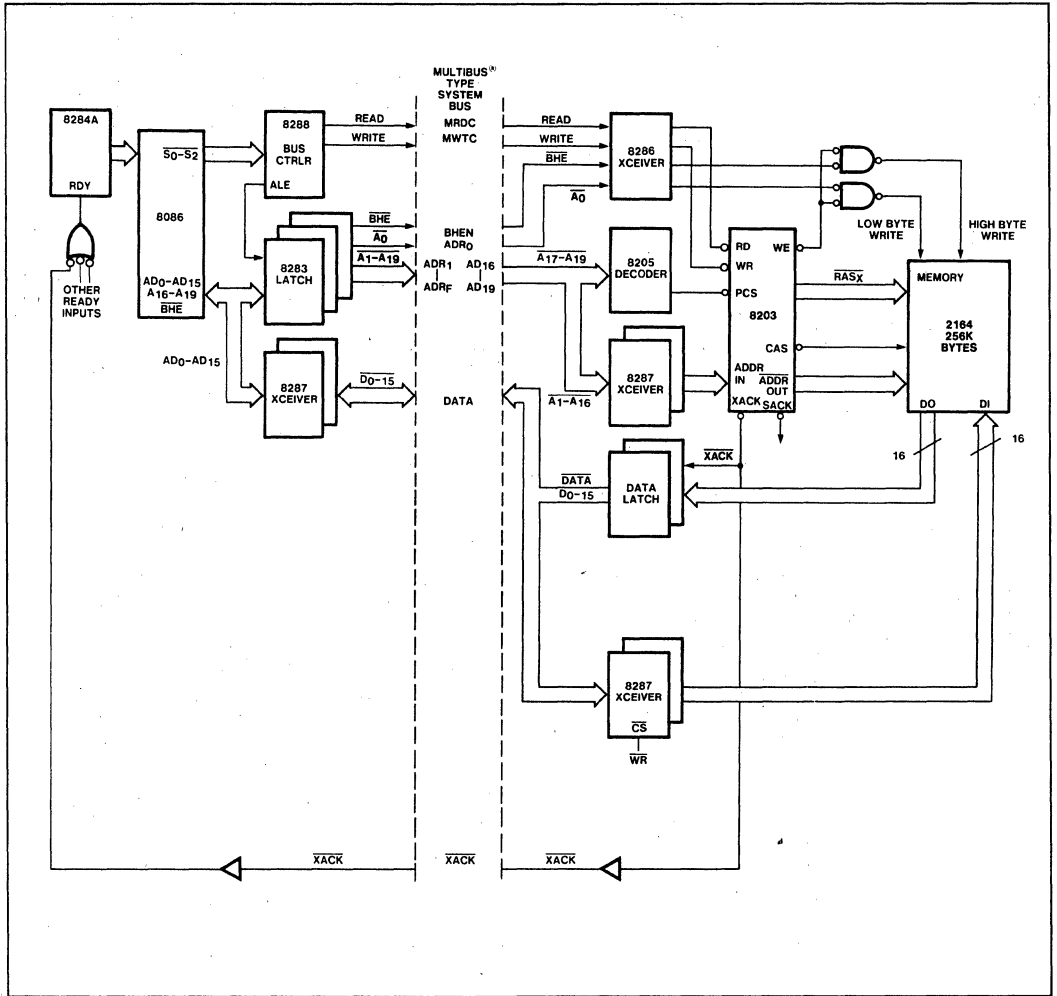 MULTIBUS®
TYPE
SYSTEM
BUS
8284A
RDY
OTHER
READY
INPUTS
S0-S2
8086
AD0-AD15
A16-A19
BHE
8288
BUS
CTRLR
ALE
READ
WRITE
MRDC
MWTC
READ
WRITE
BHE
A0
8286
XCEIVER
8283
LATCH
BHE
A0
A1-A19
BHEN
ADR0
ADR1
ADRF
AD16
AD19
A17-A19
8205
DECODER
AD0-AD15
8287
XCEIVER
D0-15
DATA
A1-A16
8287
XCEIVER
RD
WR
PCS
WE
8203
CAS
ADDR
IN
ADDR
OUT
XACK
SACK
LOW BYTE
WRITE
HIGH BYTE
WRITE
RASX
MEMORY
2164
256K
BYTES
DO
DI
16
16
XACK
DATA
D0-15
DATA
LATCH
8287
XCEIVER
CS
WR
XACK
XACK
XACK